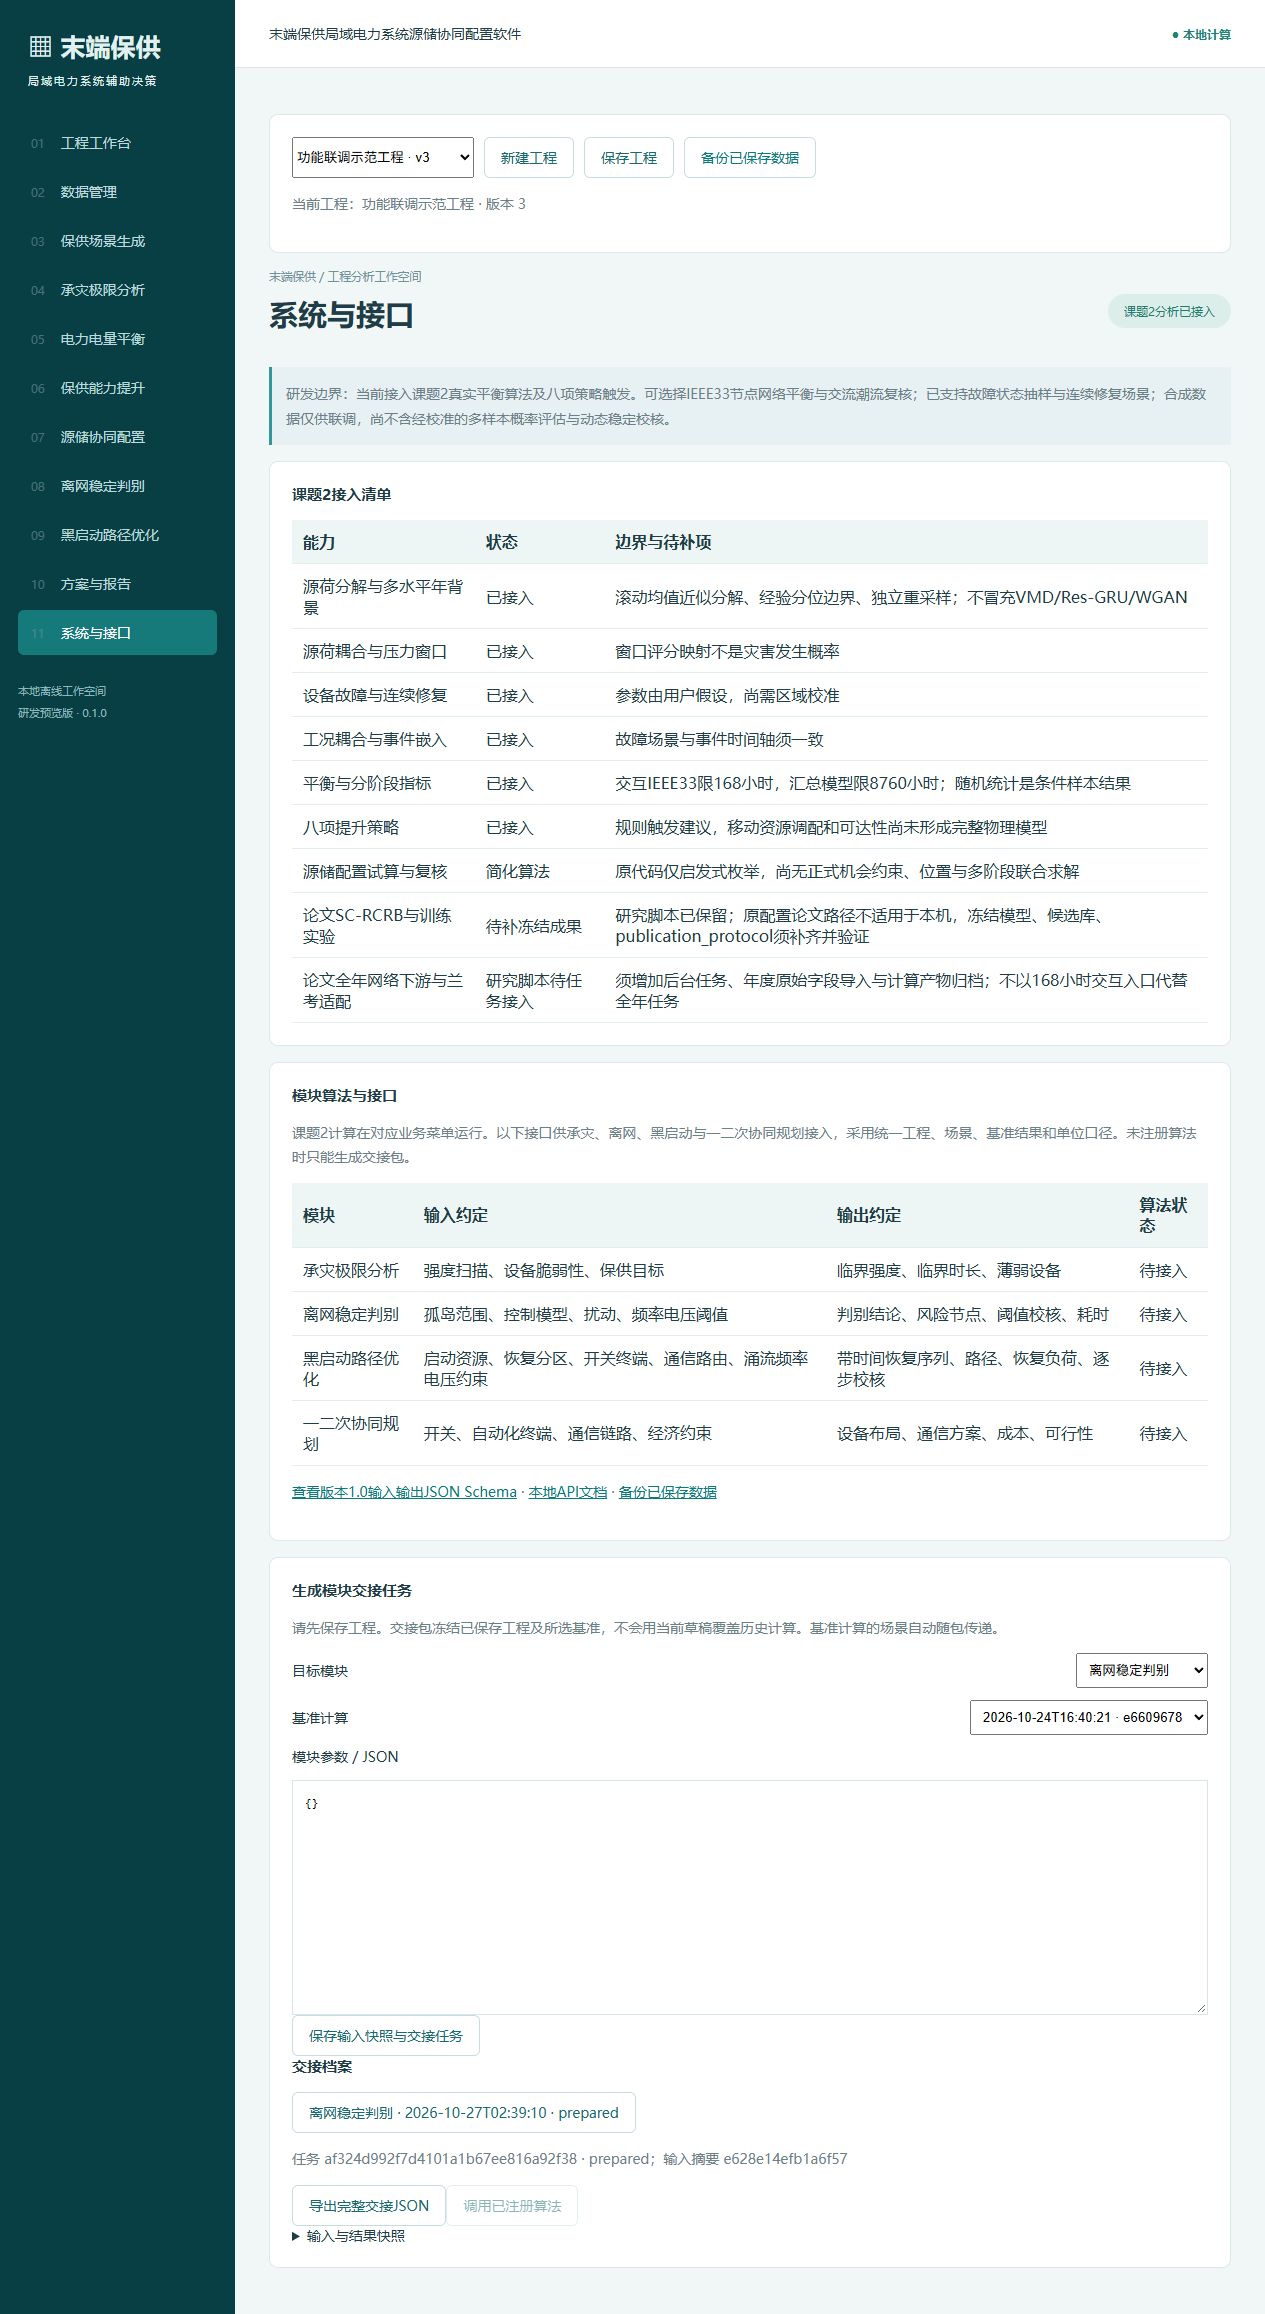 末端保供
局域电力系统辅助决策
01 工程工作台
02 数据管理
03 保供场景生成
04 承灾极限分析
05 电力电量平衡
06 保供能力提升
07 源储协同配置
08 离网稳定判别
09 黑启动路径优化
10 方案与报告
11 系统与接口
本地离线工作空间
研发预览版 · 0.1.0
末端保供局域电力系统源储协同配置软件
● 本地计算
功能联调示范工程 · v3
新建工程
保存工程
备份已保存数据
当前工程：功能联调示范工程 · 版本 3
末端保供 / 工程分析工作空间
系统与接口
课题2分析已接入
研发边界：当前接入课题2真实平衡算法及八项策略触发。可选择IEEE33节点网络平衡与交流潮流复核；已支持故障状态抽样与连续修复场景；合成数
据仅供联调，尚不含经校准的多样本概率评估与动态稳定校核。
课题2接入清单
能力 状态 边界与待补项
源荷分解与多水平年背
景
已接入
滚动均值近似分解、经验分位边界、独立重采样；不冒充VMD/Res-GRU/WGAN
源荷耦合与压力窗口 已接入 窗口评分映射不是灾害发生概率
设备故障与连续修复 已接入 参数由用户假设，尚需区域校准
工况耦合与事件嵌入 已接入 故障场景与事件时间轴须一致
平衡与分阶段指标 已接入 交互IEEE33限168小时，汇总模型限8760小时；随机统计是条件样本结果
八项提升策略 已接入 规则触发建议，移动资源调配和可达性尚未形成完整物理模型
源储配置试算与复核 简化算法 原代码仅启发式枚举，尚无正式机会约束、位置与多阶段联合求解
论文SC-RCRB与训练
实验
待补冻结成果
研究脚本已保留；原配置论文路径不适用于本机，冻结模型、候选库、
publication_protocol须补齐并验证
论文全年网络下游与兰
考适配
研究脚本待任
务接入
须增加后台任务、年度原始字段导入与计算产物归档；不以168小时交互入口代替
全年任务
模块算法与接口
课题2计算在对应业务菜单运行。以下接口供承灾、离网、黑启动与一二次协同规划接入，采用统一工程、场景、基准结果和单位口径。未注册算法
时只能生成交接包。
模块 输入约定 输出约定 算法状
态
承灾极限分析 强度扫描、设备脆弱性、保供目标 临界强度、临界时长、薄弱设备 待接入
离网稳定判别 孤岛范围、控制模型、扰动、频率电压阈值 判别结论、风险节点、阈值校核、耗时 待接入
黑启动路径优
化
启动资源、恢复分区、开关终端、通信路由、涌流频率
电压约束
带时间恢复序列、路径、恢复负荷、逐
步校核
待接入
一二次协同规
划
开关、自动化终端、通信链路、经济约束 设备布局、通信方案、成本、可行性 待接入
查看版本1.0输入输出JSON Schema · 本地API文档 · 备份已保存数据
生成模块交接任务
请先保存工程。交接包冻结已保存工程及所选基准，不会用当前草稿覆盖历史计算。基准计算的场景自动随包传递。
目标模块 离网稳定判别
基准计算 2026-10-24T16:40:21 · e6609678
模块参数 / JSON
{}
保存输入快照与交接任务
交接档案
离网稳定判别 · 2026-10-27T02:39:10 · prepared
任务 af324d992f7d4101a1b67ee816a92f38 · prepared；输入摘要 e628e14efb1a6f57
导出完整交接JSON 调用已注册算法
▶ 输入与结果快照